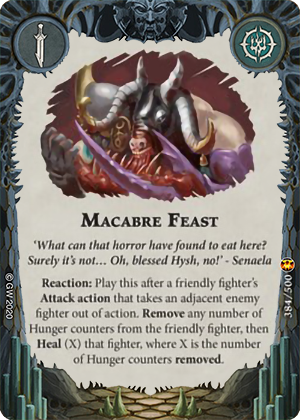 MACABRE FEAST
‘What can that horror have found to eat here?
Surely it's not... Oh, blessed Hysh, no!’ - Senaela
Reaction: Play this after a friendly fighter's
Attack action that takes an adjacent enemy
fighter out of action. Remove any number of
Hunger counters from the friendly fighter, then
Heal (X) that fighter, where X is the number
of Hunger counters removed.
© GW 2020
384/500